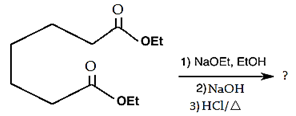 O
OEt
O
OEt
1) NaOEt, EtOH
2)NaOH
3)HCl/△
?